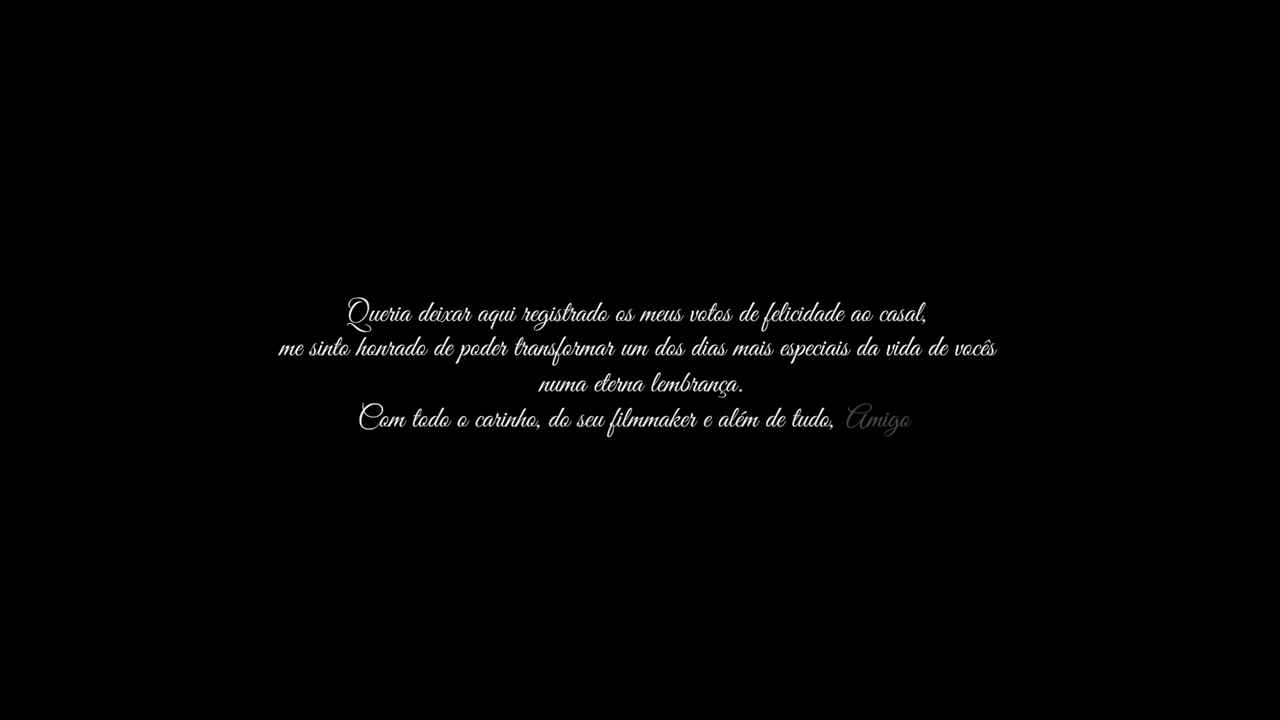 Queria deixar aqui registrado os meus votos de felicidade ao casal,
me sinto honrado de poder transformar um dos dias mais especiais da vida de vocês
numa eterna lembrança.
Com todo o carinho, do seu filmmaker e além de tudo, Amigo